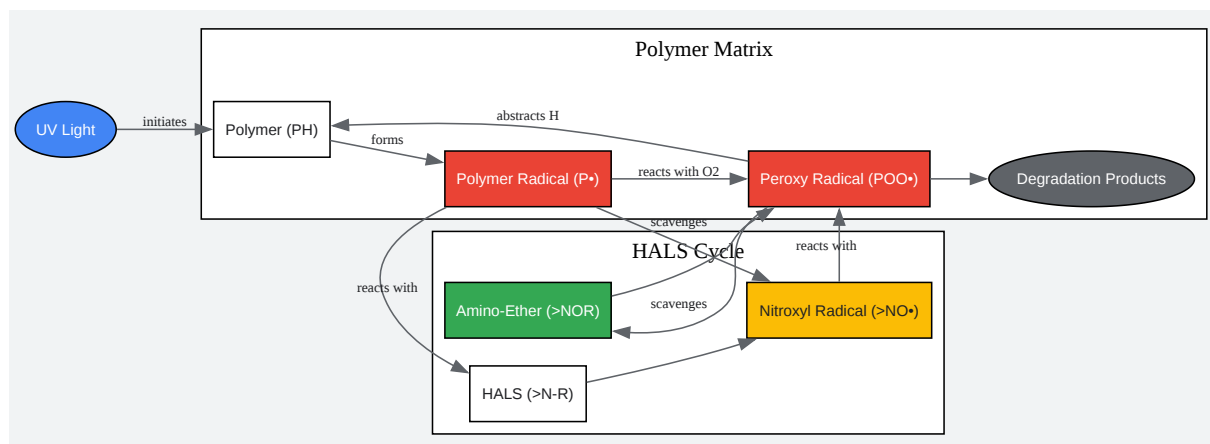 Polymer Matrix
UV Light
initiates
Polymer (PH)
abstracts H
forms
Polymer Radical (P•)
reacts with O2
Peroxy Radical (POO•)
Degradation Products
scavenges
HALS Cycle
reacts with
reacts with
scavenges
Amino-Ether (>NOR)
Nitroxyl Radical (>NO•)
HALS (>N-R)